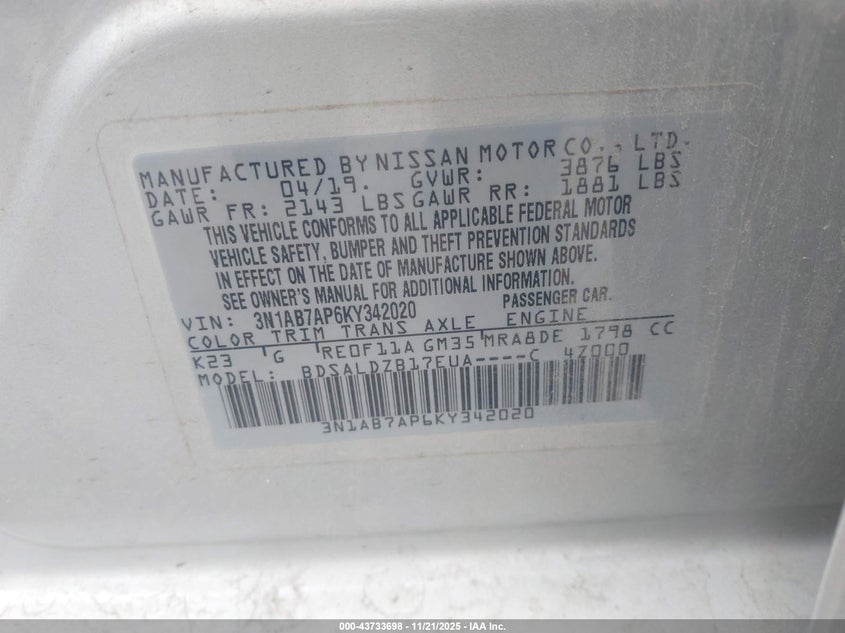 MANUFACTURED BY NISSAN MOTOR CO., LTD.
DATE: 04/19. GVWR: 3876 LBS
GAWR FR: 2143 LBS GAWR RR: 1881 LBS
THIS VEHICLE CONFORMS TO ALL APPLICABLE FEDERAL MOTOR
VEHICLE SAFETY, BUMPER AND THEFT PREVENTION STANDARDS
IN EFFECT ON THE DATE OF MANUFACTURE SHOWN ABOVE.
SEE OWNER'S MANUAL FOR ADDITIONAL INFORMATION.
VIN: 3N1AB7AP6KY342020 PASSENGER CAR.
COLOR TRIM TRANS AXLE ENGINE
K23 G RE0F11A GM35 MRA8DE 1798 CC
MODEL: BDSALDZB17EUA----C 4Z000
3N1AB7AP6KY342020
000-43733698 - 11/21/2025 - IAA Inc.